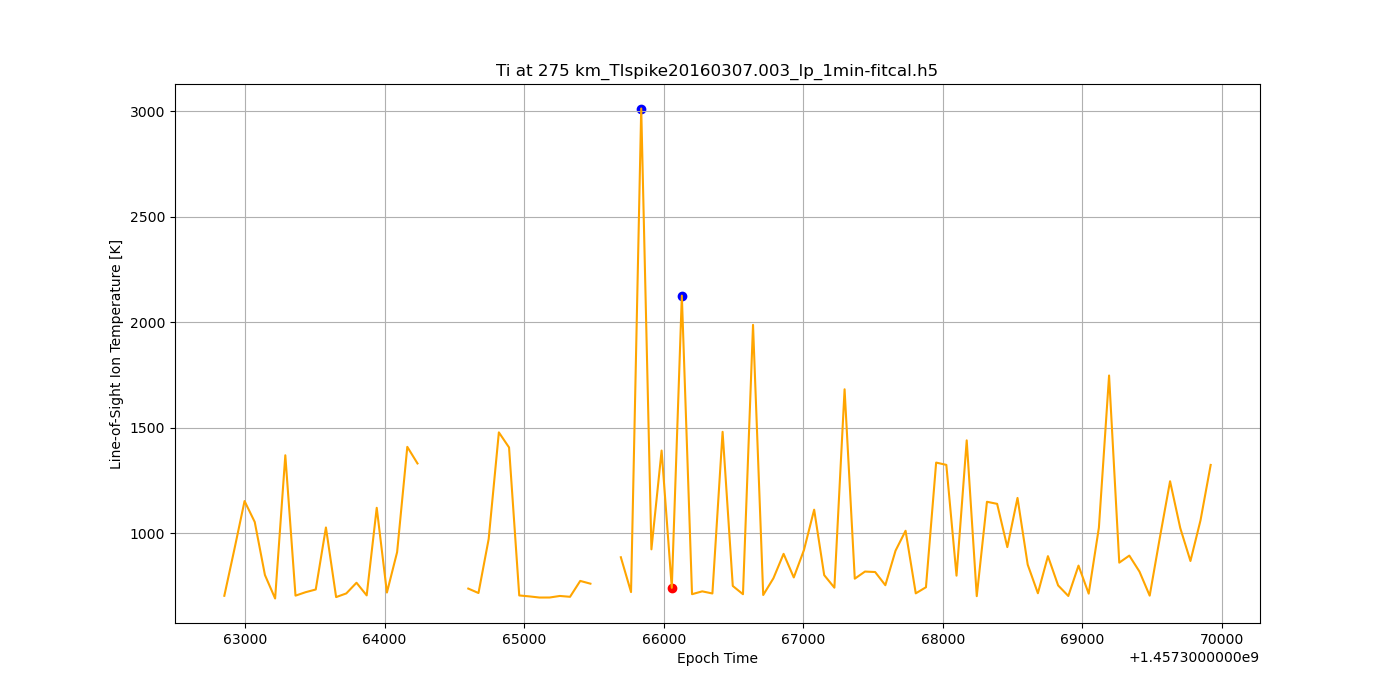 Ti at 275 km_TIspike20160307.003_lp_1min-fitcal.h5
Line-of-Sight Ion Temperature [K]
3000
2500
2000
1500
1000
63000 64000 65000 66000 67000 68000 69000 70000
Epoch Time
+1.4573000000e9